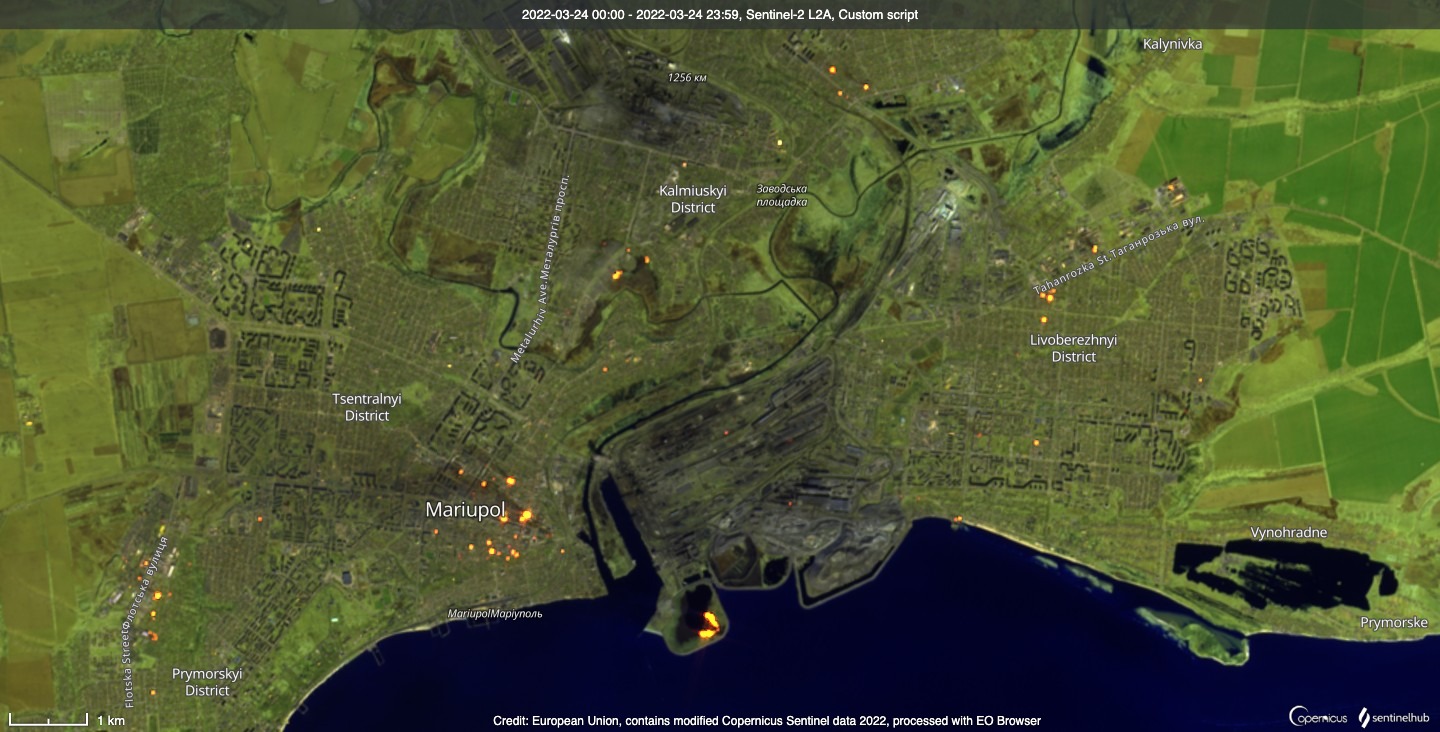 2022-03-24 00:00 - 2022-03-24 23:59, Sentinel-2 L2A, Custom script
Kalynivka
1256 км
Kalmiuskyi
District
Заводська
площадка
Metalurhiv Ave.Металургів просп.
Tahanrozka St.Таганрозька вул.
Livoberezhnyi
District
Tsentralnyi
District
Mariupol
Vynohradne
Flotska StreetФлотська вулиця
MariupolМаріуполь
Prymorske
Prymorskyi
District
1 km
Credit: European Union, contains modified Copernicus Sentinel data 2022, processed with EO Browser
Copernicus
sentinelhub